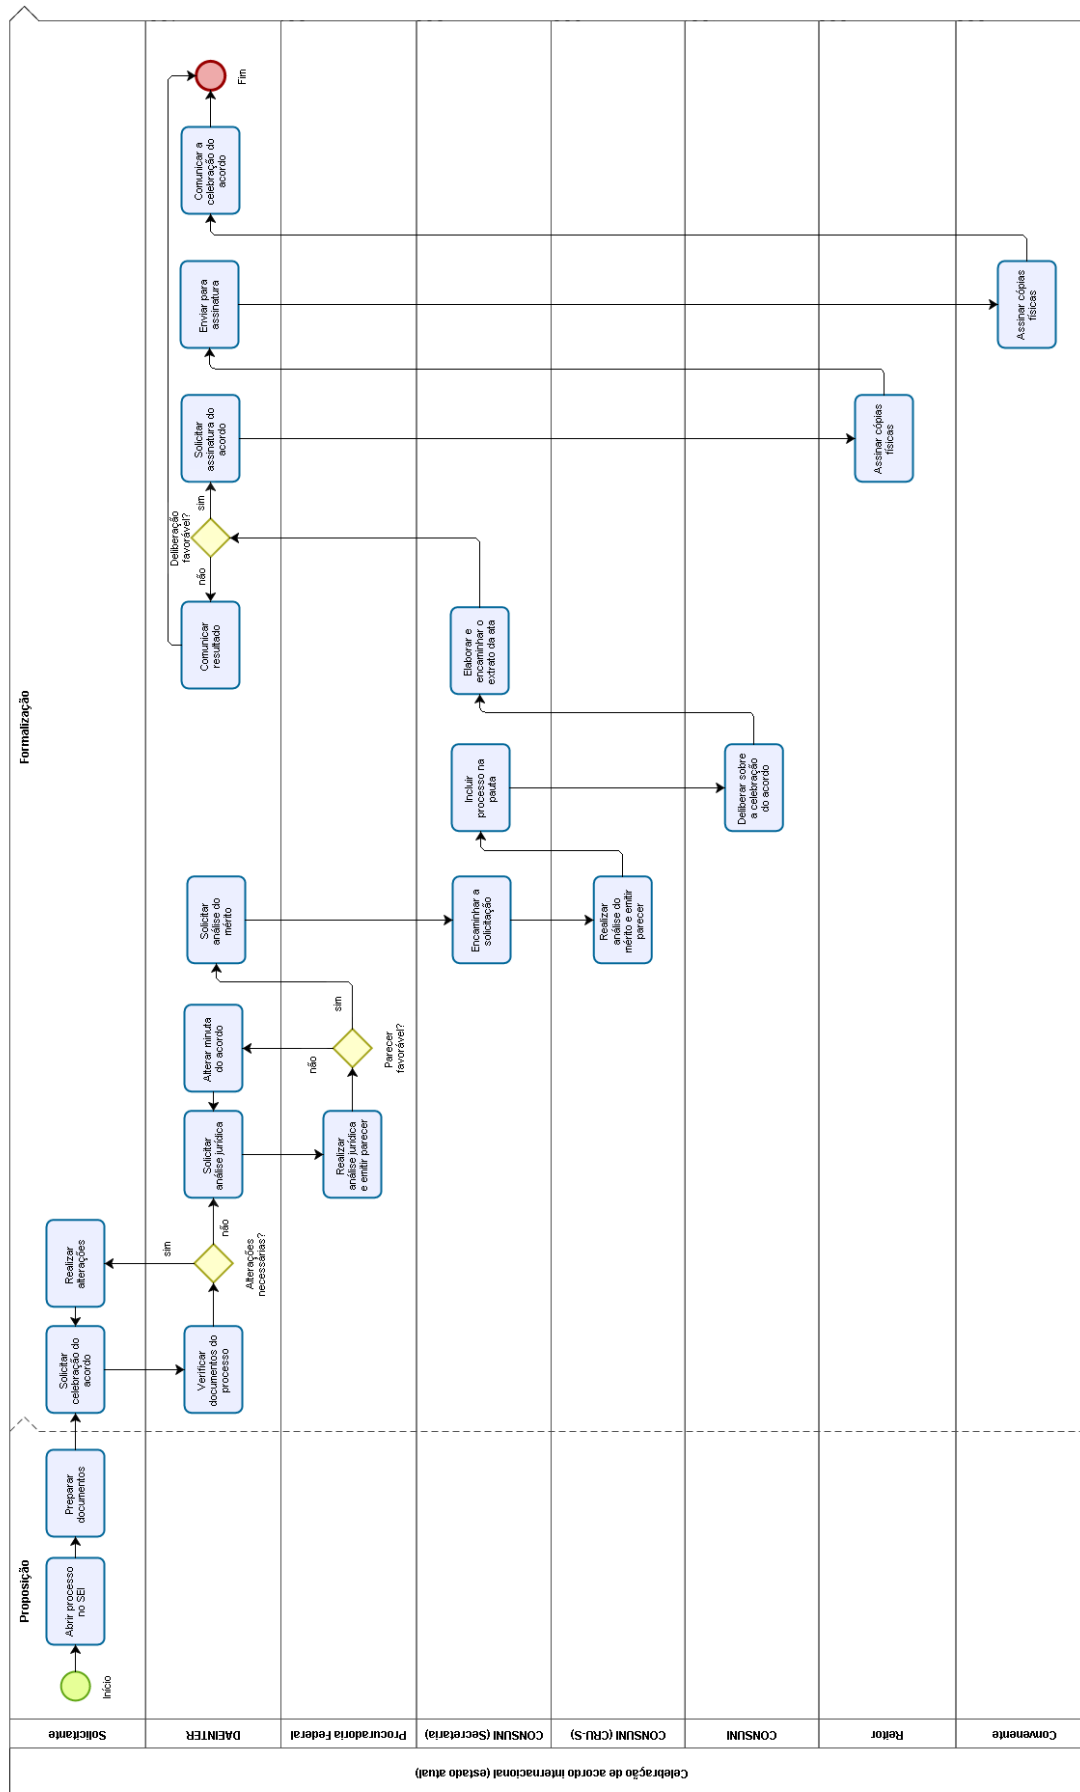 Celebração de acordo internacional (estado atual)
Solicitante
DAEINTER
Procuradoria Federal
CONSUNI (Secretaria)
CONSUNI (CRU-S)
CONSUNI
Reitor
Convenente
Proposição
Formalização
Início
Abrir processo
no SEI
Preparar
documentos
Solicitar
celebração do
acordo
Realizar
alterações
Verificar
documentos do
processo
Alterações
necessárias?
sim
não
Solicitar
análise jurídica
Alterar minuta
do acordo
Realizar
análise jurídica
e emitir parecer
Parecer
favorável?
não
sim
Solicitar
análise do
mérito
Encaminhar a
solicitação
Realizar
análise do
mérito e emitir
parecer
Incluir
processo na
pauta
Deliberar sobre
a celebração
do acordo
Elaborar e
encaminhar o
extrato da ata
Deliberação
favorável?
não
sim
Comunicar
resultado
Solicitar
assinatura do
acordo
Assinar cópias
físicas
Enviar para
assinatura
Assinar cópias
físicas
Comunicar a
celebração do
acordo
Fim